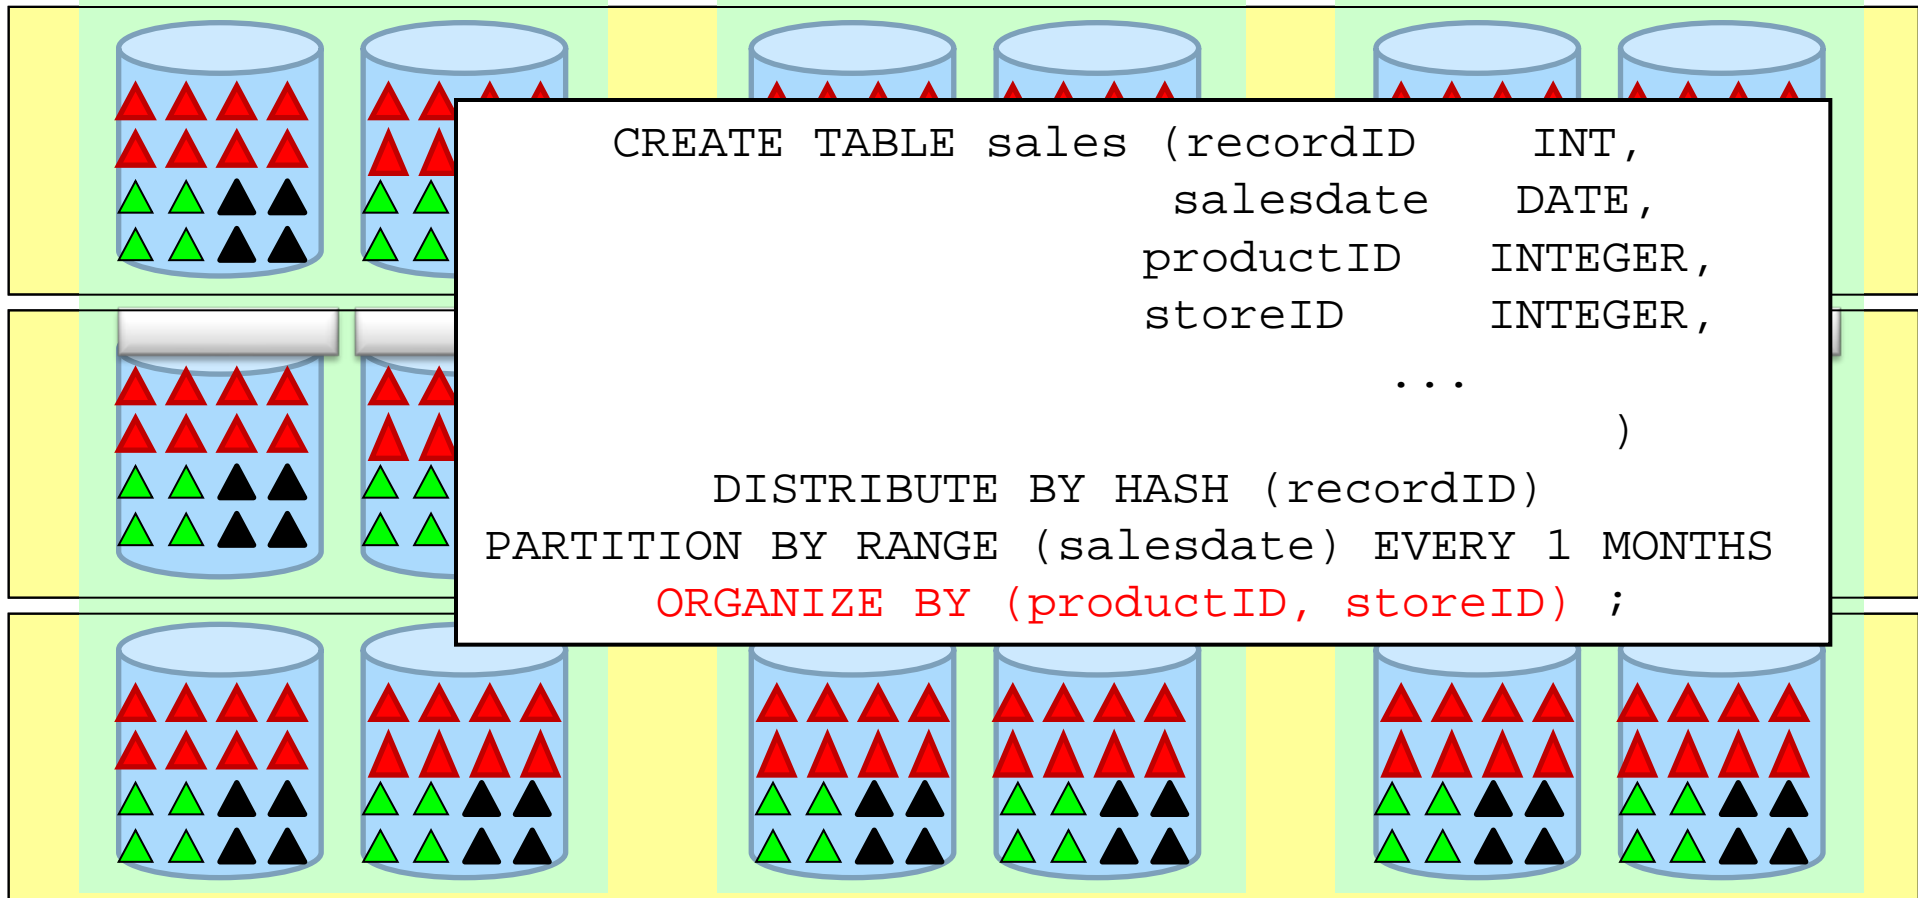 CREATE TABLE sales (recordID INT,
salesdate DATE,
productID INTEGER,
storeID INTEGER,
...
)
DISTRIBUTE BY HASH (recordID)
PARTITION BY RANGE (salesdate) EVERY 1 MONTHS
ORGANIZE BY (productID, storeID) ;